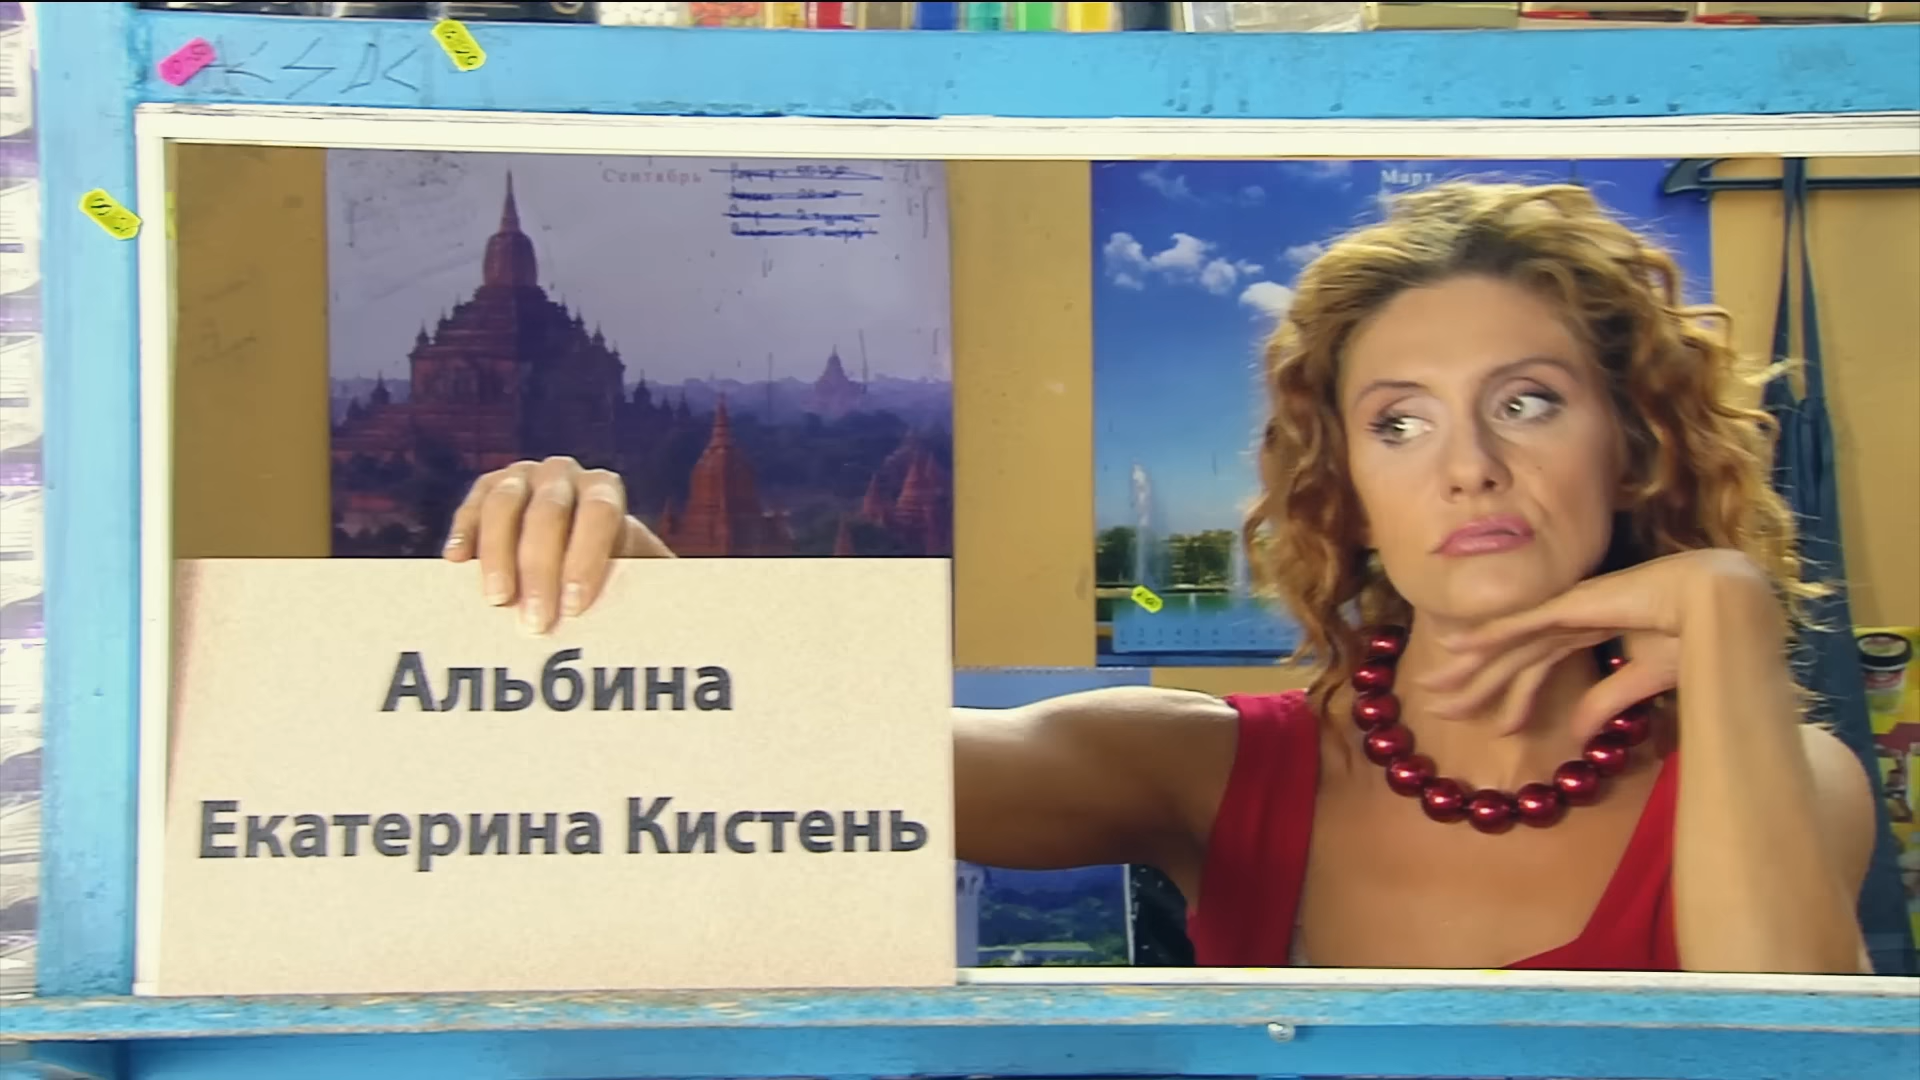 Сентябрь
Март
Альбина
Екатерина Кистень